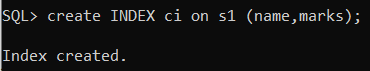 SQL> create INDEX ci on s1 (name,marks);
Index created.